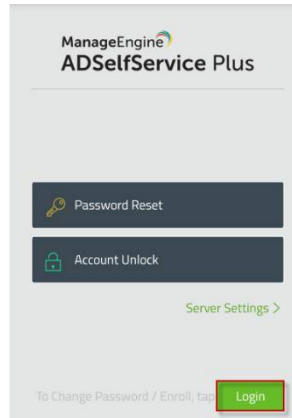 ManageEngine
ADSelfService Plus
Password Reset
Account Unlock
Server Settings >
To Change Password / Enroll, tap Login